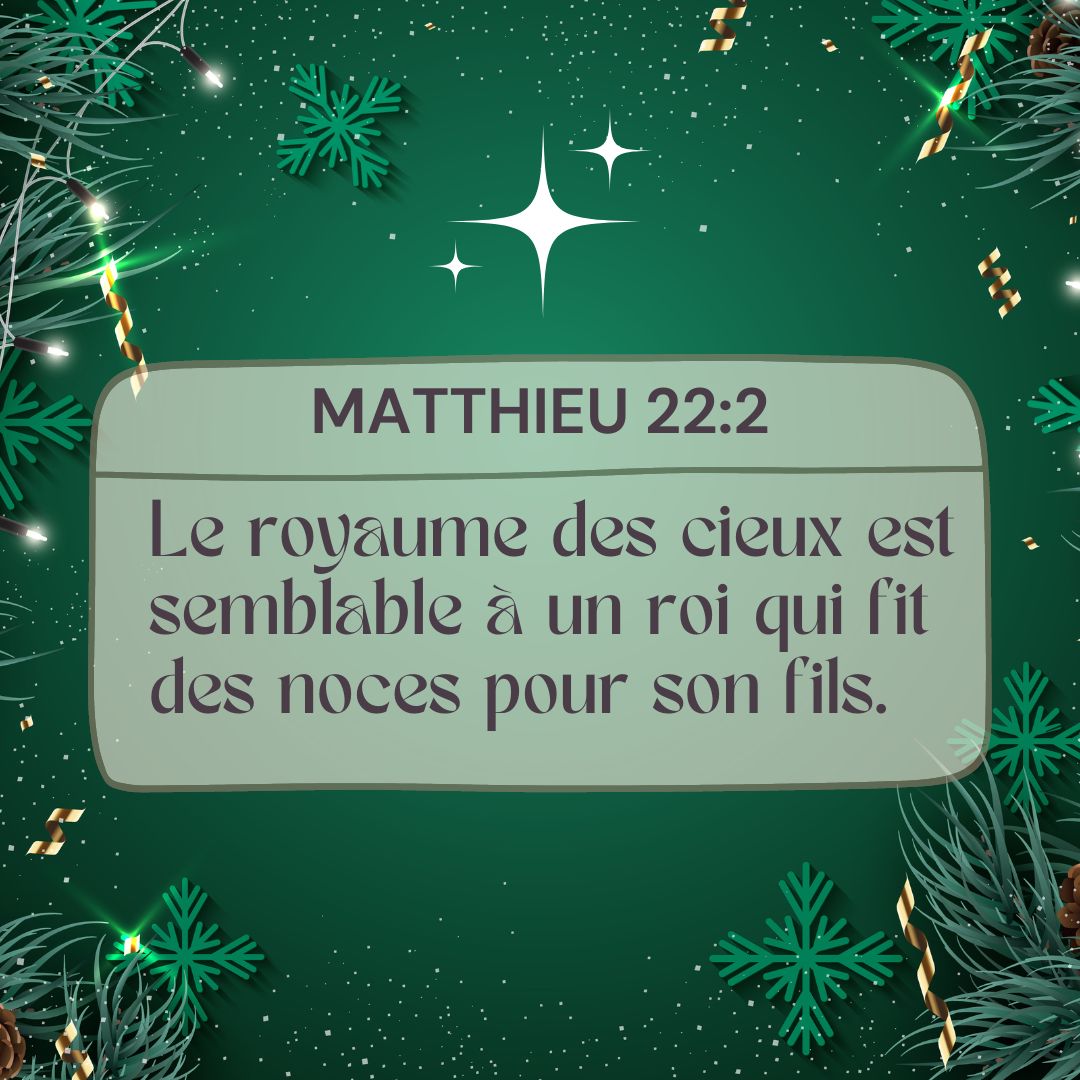 MATTHIEU 22:2
Le royaume des cieux est
semblable à un roi qui fit
des noces pour son fils.